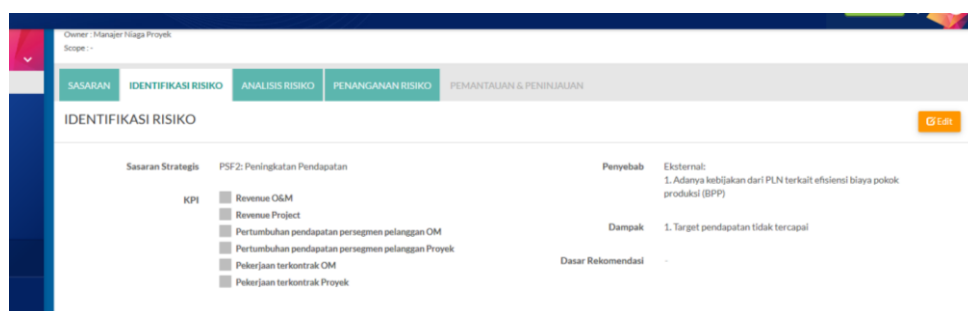 Owner : Manajer Niaga Proyek
Scope : -
SASARAN IDENTIFIKASI RISIKO ANALISIS RISIKO PENANGANAN RISIKO PEMANTAUAN & PENINJAUAN
IDENTIFIKASI RISIKO
Edit
Sasaran Strategis PSF2: Peningkatan Pendapatan
KPI Revenue O&M
Revenue Project
Pertumbuhan pendapatan persegmen pelanggan OM
Pertumbuhan pendapatan persegmen pelanggan Proyek
Pekerjaan terkontrak OM
Pekerjaan terkontrak Proyek
Penyebab Eksternal:
1. Adanya kebijakan dari PLN terkait efisiensi biaya pokok
produksi (BPP)
Dampak 1. Target pendapatan tidak tercapai
Dasar Rekomendasi -